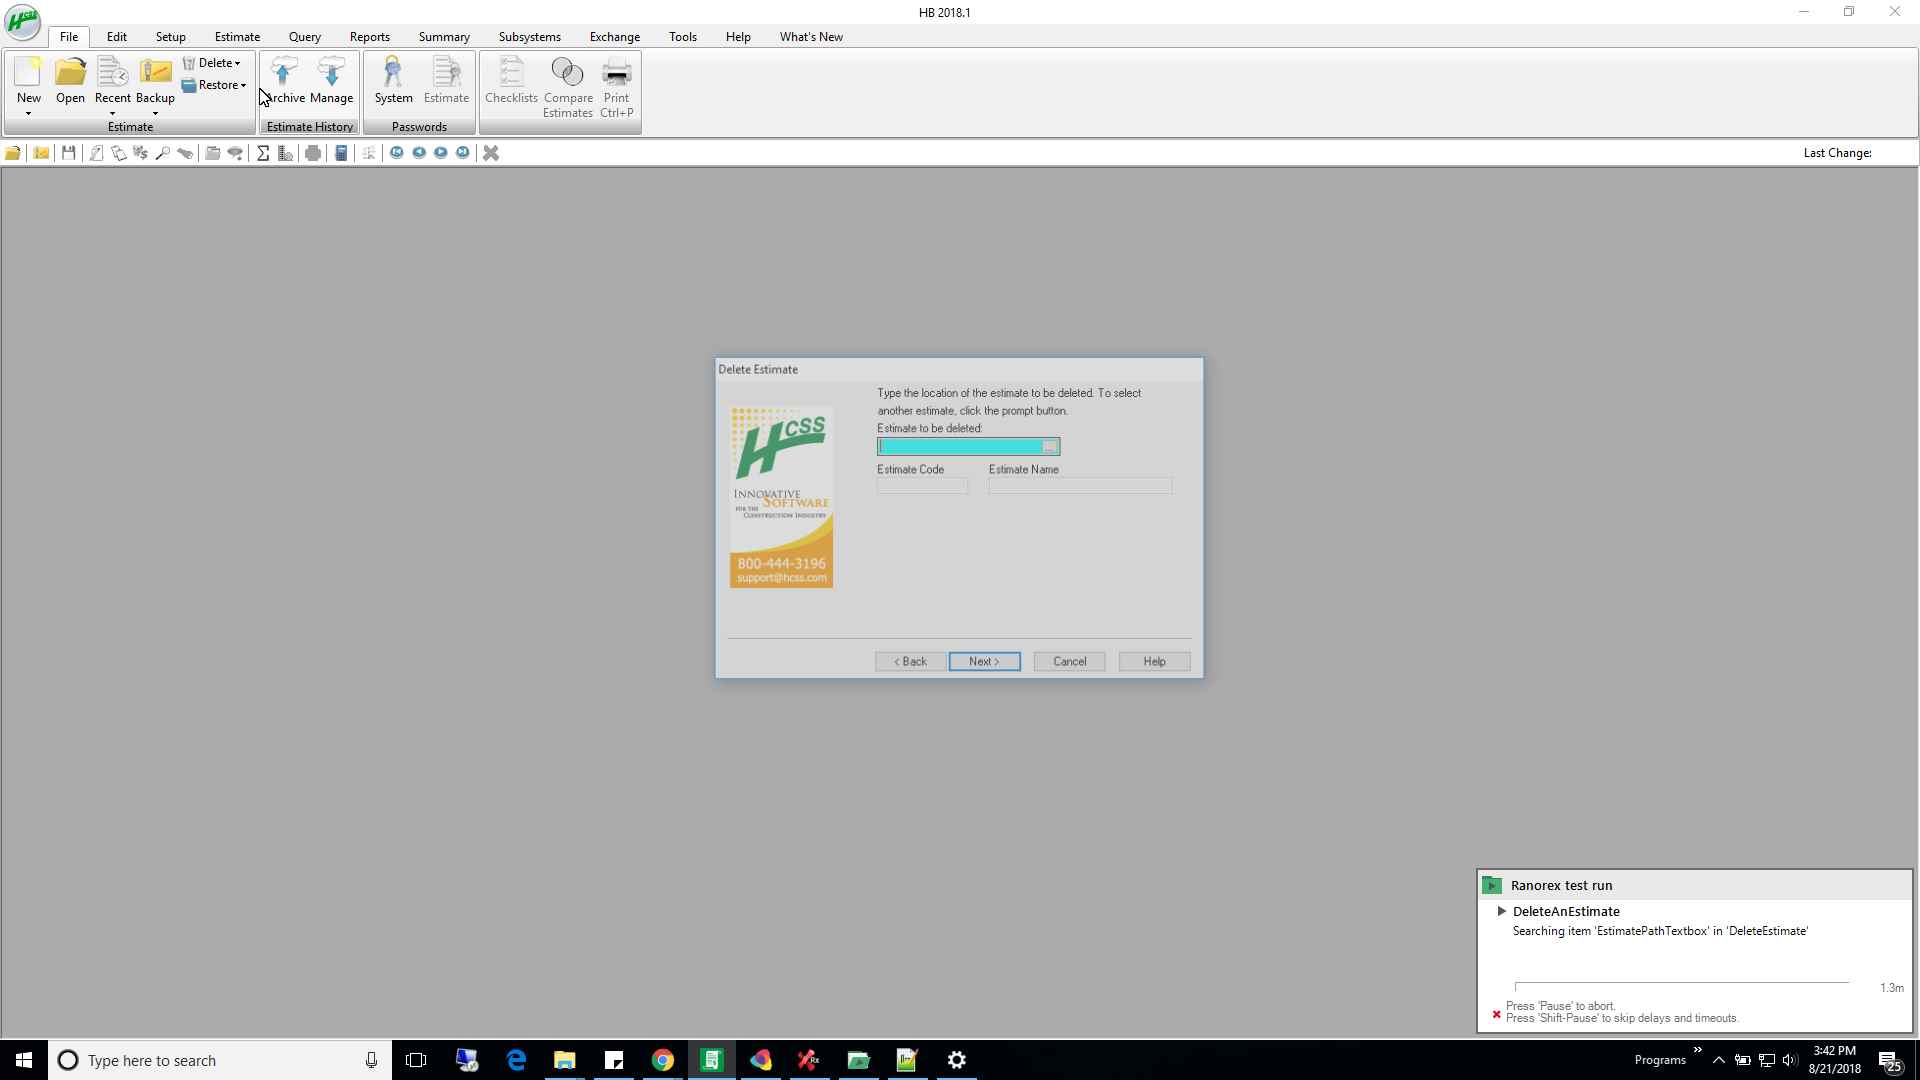 HB 2018.1
File Edit Setup Estimate Query Reports Summary Subsystems Exchange Tools Help What's New
New Open Recent Backup Delete Restore Archive Manage System Estimate Checklists Compare Estimates Print Ctrl+P
Estimate Estimate History Passwords
Last Change:
Delete Estimate
Type the location of the estimate to be deleted. To select
another estimate, click the prompt button.
Estimate to be deleted:
...
Estimate Code Estimate Name
HCSS
INNOVATIVE
SOFTWARE
FOR THE
CONSTRUCTION INDUSTRY
800-444-3196
support@hcss.com
< Back Next > Cancel Help
Ranorex test run
DeleteAnEstimate
Searching item 'EstimatePathTextbox' in 'DeleteEstimate'
1.3m
Press 'Pause' to abort.
Press 'Shift-Pause' to skip delays and timeouts.
Type here to search
Programs
3:42 PM
8/21/2018
25